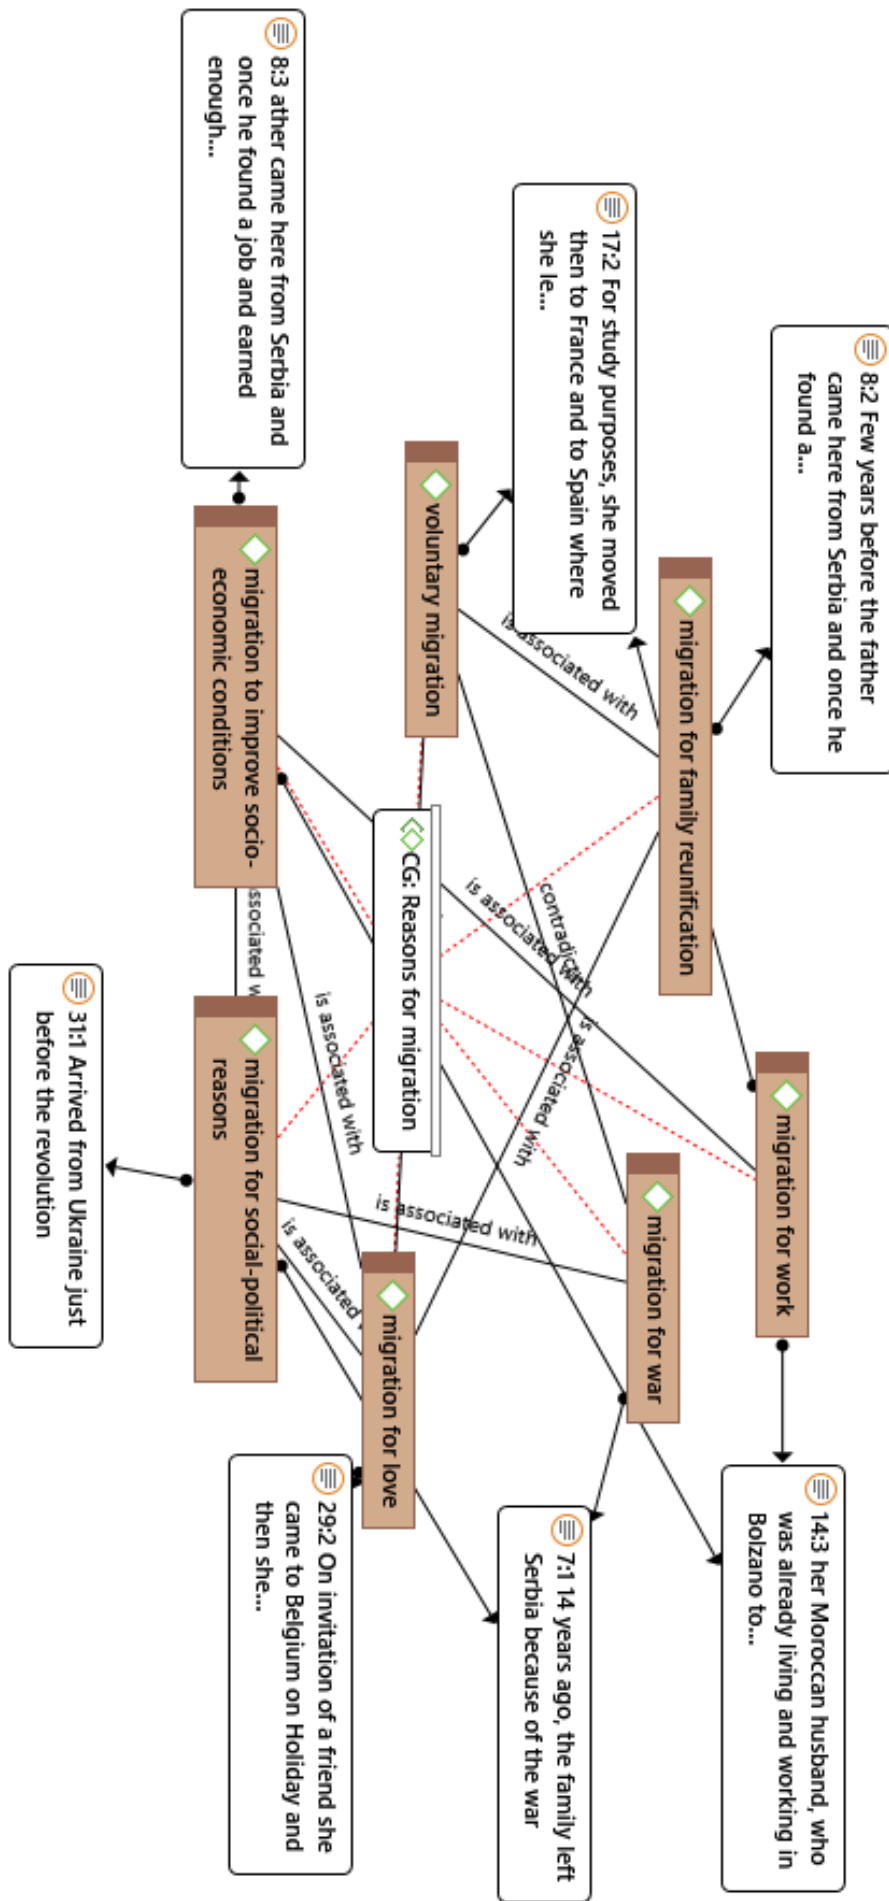 8:2 Few years before the father
came here from Serbia and once he
found a...
17:2 For study purposes, she moved
then to France and to Spain where
she le...
8:3 ather came here from Serbia and
once he found a job and earned
enough...
migration for family reunification
voluntary migration
migration to improve socio-
economic conditions
CG: Reasons for migration
migration for work
migration for war
migration for love
migration for social-political
reasons
14:3 her Moroccan husband, who
was already living and working in
Bolzano to...
7:1 14 years ago, the family left
Serbia because of the war
29:2 On invitation of a friend she
came to Belgium on Holiday and
then she...
31:1 Arrived from Ukraine just
before the revolution
is associated with
is associated with
contradicts
is associated with
is associated with
is associated with
is associated
associated